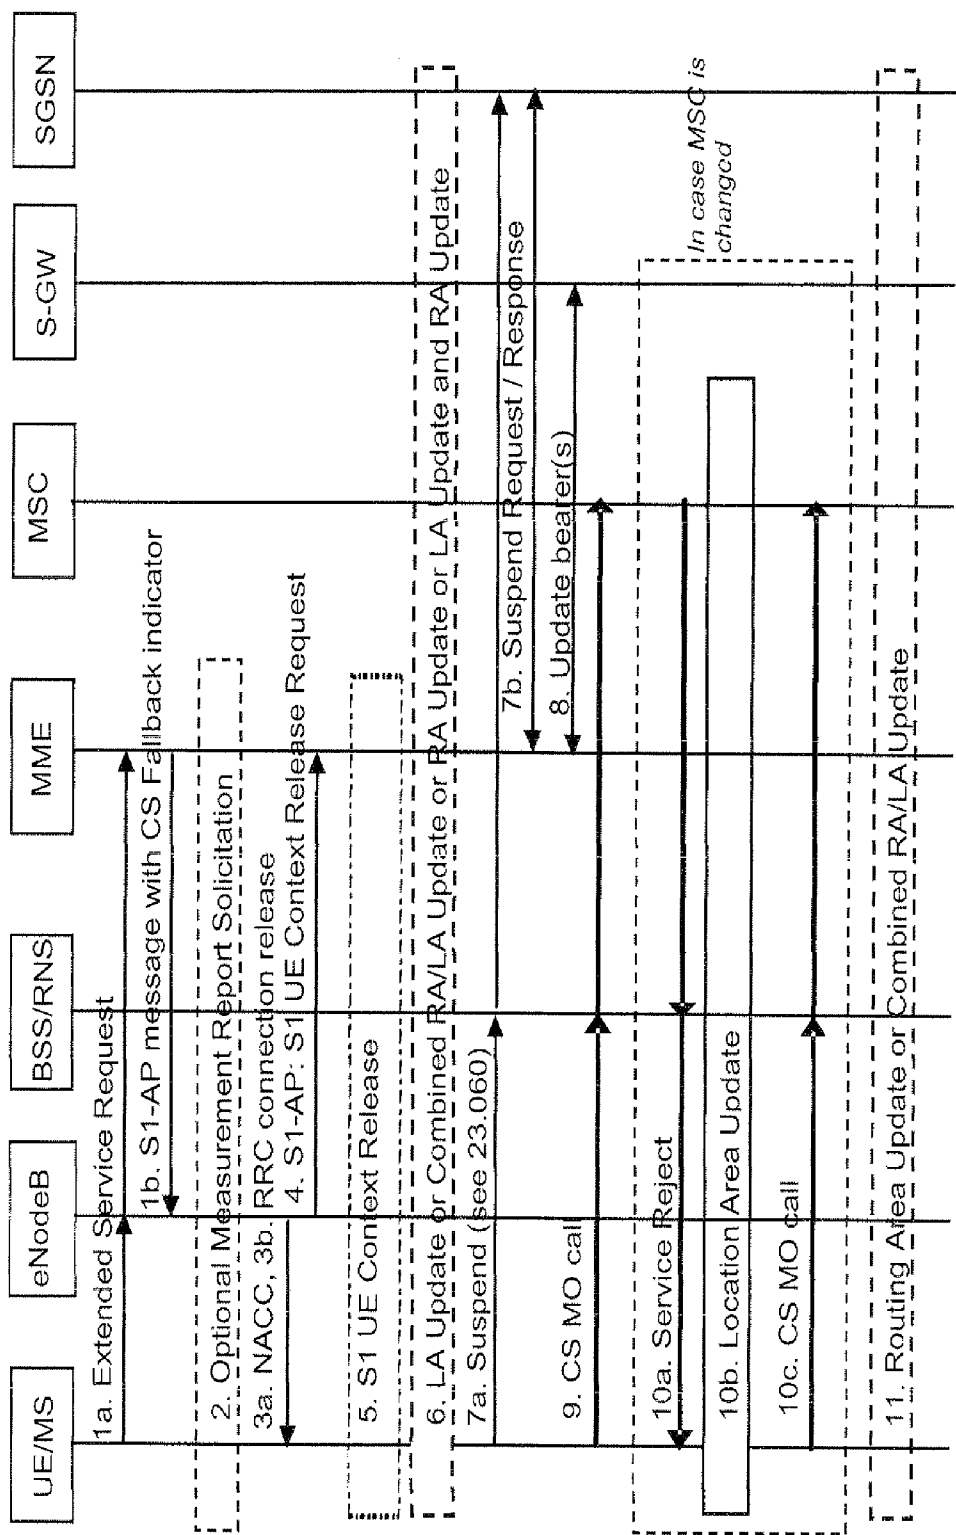 UE/MS
eNodeB
BSS/RNS
MME
MSC
S-GW
SGSN
1a. Extended Service Request
1b. S1-AP message with CS Fallback indicator
2. Optional Measurement Report Solicitation
3a. NACC, 3b. RRC connection release
4. S1-AP: S1 UE Context Release Request
5. S1 UE Context Release
6. LA Update or Combined RA/LA Update or RA Update or LA Update and RA Update
7a. Suspend (see 23.060)
7b. Suspend Request / Response
8. Update bearer(s)
9. CS MO call
In case MSC is
changed
10a. Service Reject
10b. Location Area Update
10c. CS MO call
11. Routing Area Update or Combined RA/LA Update